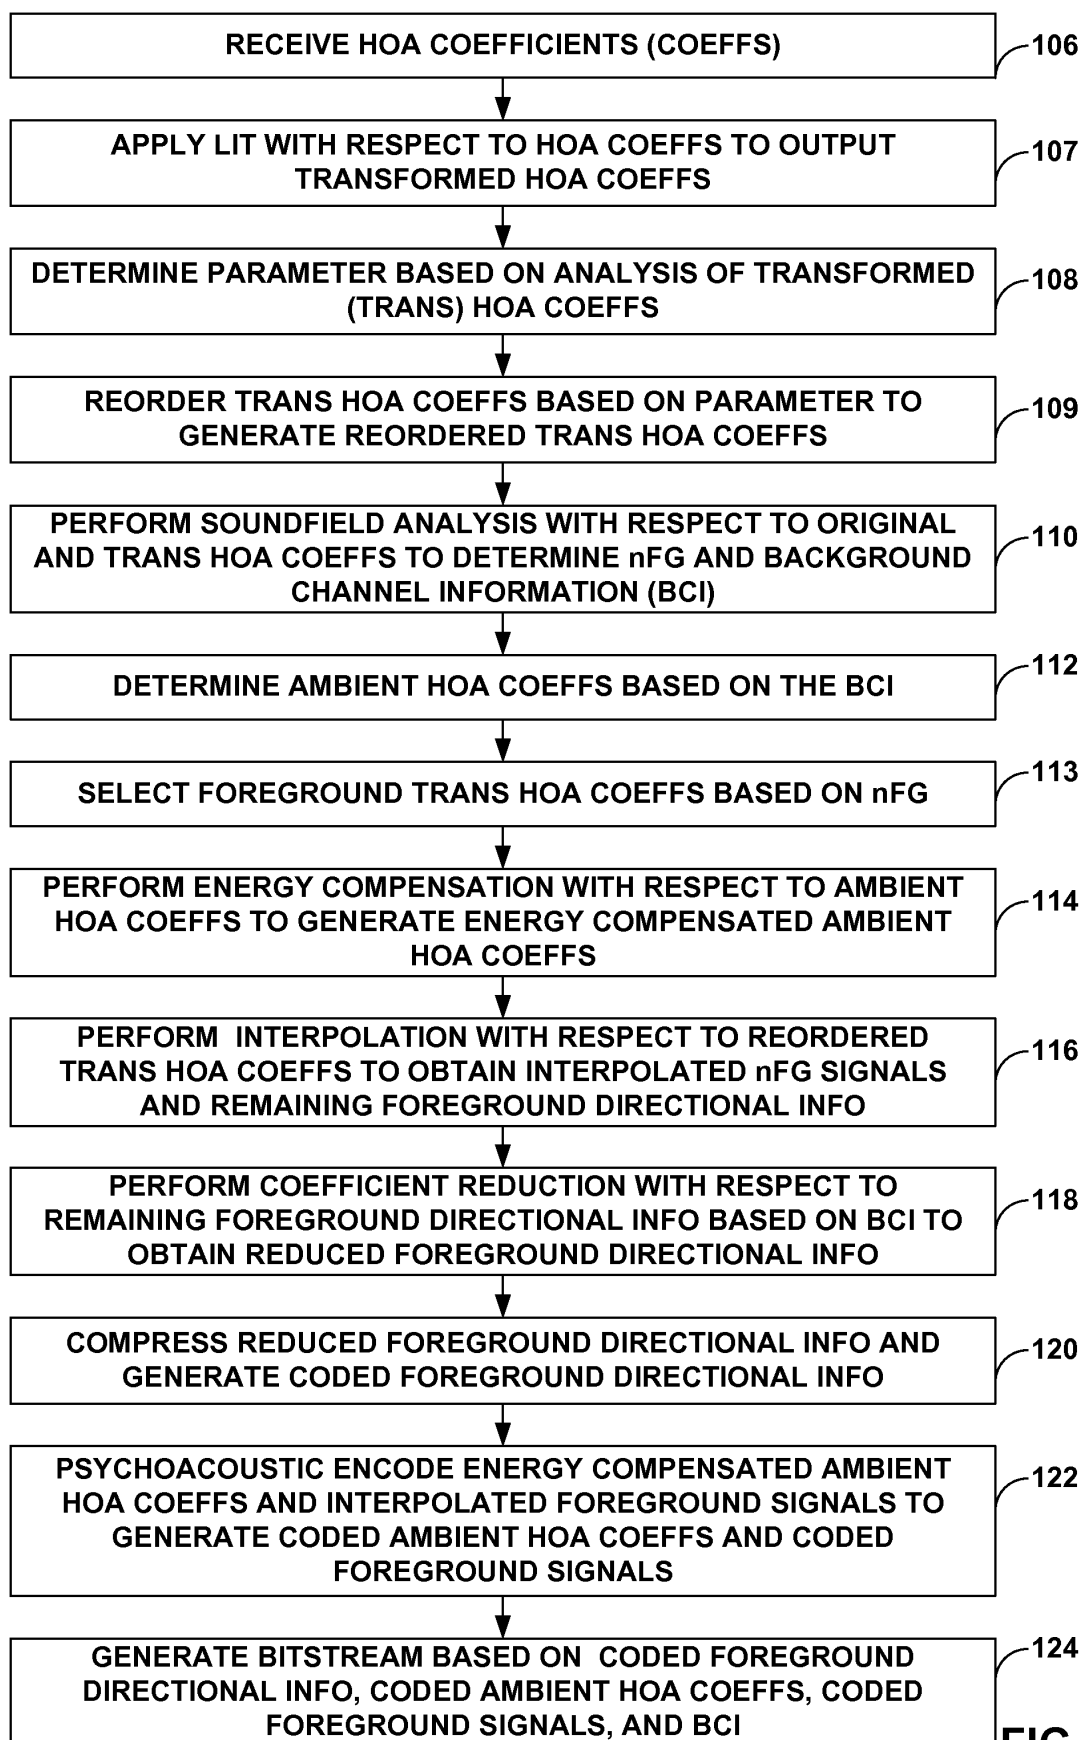 RECEIVE HOA COEFFICIENTS (COEFFS)
106
APPLY LIT WITH RESPECT TO HOA COEFFS TO OUTPUT
TRANSFORMED HOA COEFFS
107
DETERMINE PARAMETER BASED ON ANALYSIS OF TRANSFORMED
(TRANS) HOA COEFFS
108
REORDER TRANS HOA COEFFS BASED ON PARAMETER TO
GENERATE REORDERED TRANS HOA COEFFS
109
PERFORM SOUNDFIELD ANALYSIS WITH RESPECT TO ORIGINAL
AND TRANS HOA COEFFS TO DETERMINE nFG AND BACKGROUND
CHANNEL INFORMATION (BCI)
110
DETERMINE AMBIENT HOA COEFFS BASED ON THE BCI
112
SELECT FOREGROUND TRANS HOA COEFFS BASED ON nFG
113
PERFORM ENERGY COMPENSATION WITH RESPECT TO AMBIENT
HOA COEFFS TO GENERATE ENERGY COMPENSATED AMBIENT
HOA COEFFS
114
PERFORM INTERPOLATION WITH RESPECT TO REORDERED
TRANS HOA COEFFS TO OBTAIN INTERPOLATED nFG SIGNALS
AND REMAINING FOREGROUND DIRECTIONAL INFO
116
PERFORM COEFFICIENT REDUCTION WITH RESPECT TO
REMAINING FOREGROUND DIRECTIONAL INFO BASED ON BCI TO
OBTAIN REDUCED FOREGROUND DIRECTIONAL INFO
118
COMPRESS REDUCED FOREGROUND DIRECTIONAL INFO AND
GENERATE CODED FOREGROUND DIRECTIONAL INFO
120
PSYCHOACOUSTIC ENCODE ENERGY COMPENSATED AMBIENT
HOA COEFFS AND INTERPOLATED FOREGROUND SIGNALS TO
GENERATE CODED AMBIENT HOA COEFFS AND CODED
FOREGROUND SIGNALS
122
GENERATE BITSTREAM BASED ON CODED FOREGROUND
DIRECTIONAL INFO, CODED AMBIENT HOA COEFFS, CODED
FOREGROUND SIGNALS, AND BCI
124
FIG